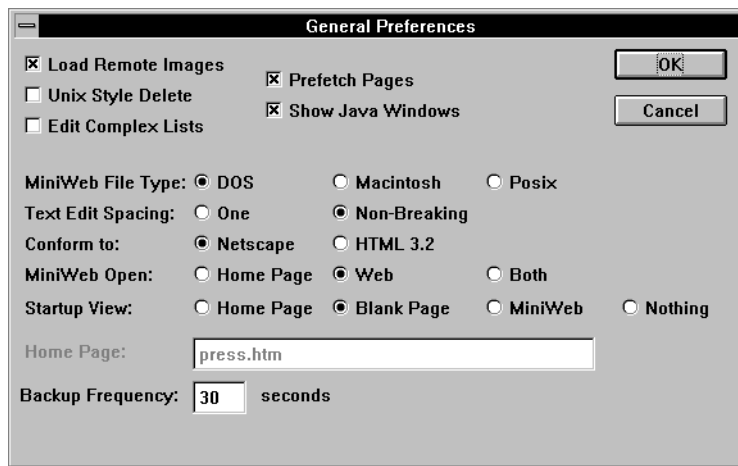 General Preferences
Load Remote Images
Unix Style Delete
Edit Complex Lists
Prefetch Pages
Show Java Windows
OK
Cancel
MiniWeb File Type: DOS Macintosh Posix
Text Edit Spacing: One Non-Breaking
Conform to: Netscape HTML 3.2
MiniWeb Open: Home Page Web Both
Startup View: Home Page Blank Page MiniWeb Nothing
Home Page: press.htm
Backup Frequency: 30 seconds